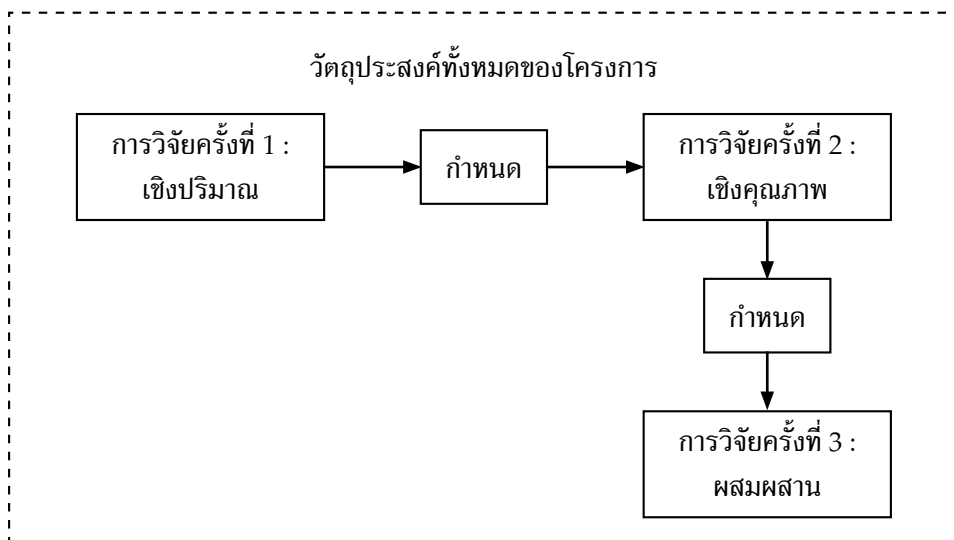 วัตถุประสงค์ทั้งหมดของโครงการ
การวิจัยครั้งที่ 1 :
เชิงปริมาณ
กำหนด
การวิจัยครั้งที่ 2 :
เชิงคุณภาพ
กำหนด
การวิจัยครั้งที่ 3 :
ผสมผสาน